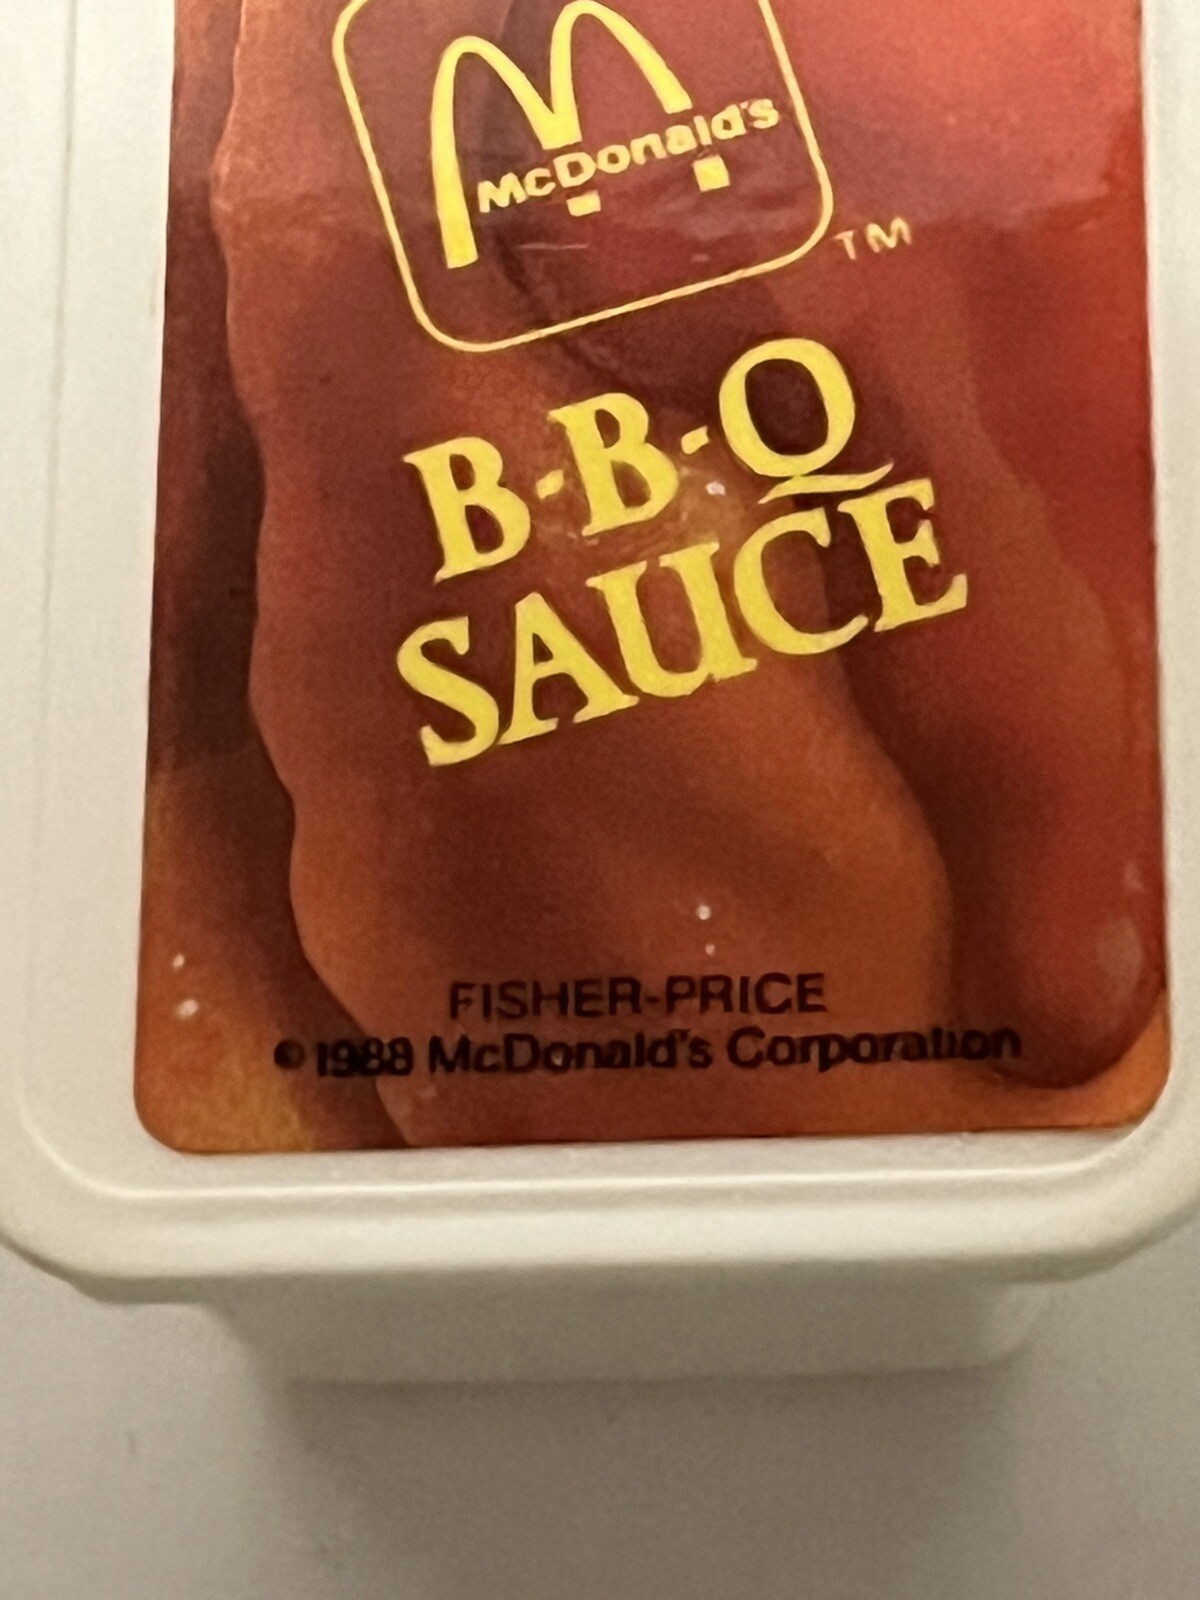 McDonald's
TM
B-B-Q
SAUCE
FISHER-PRICE
©1988 McDonald's Corporation